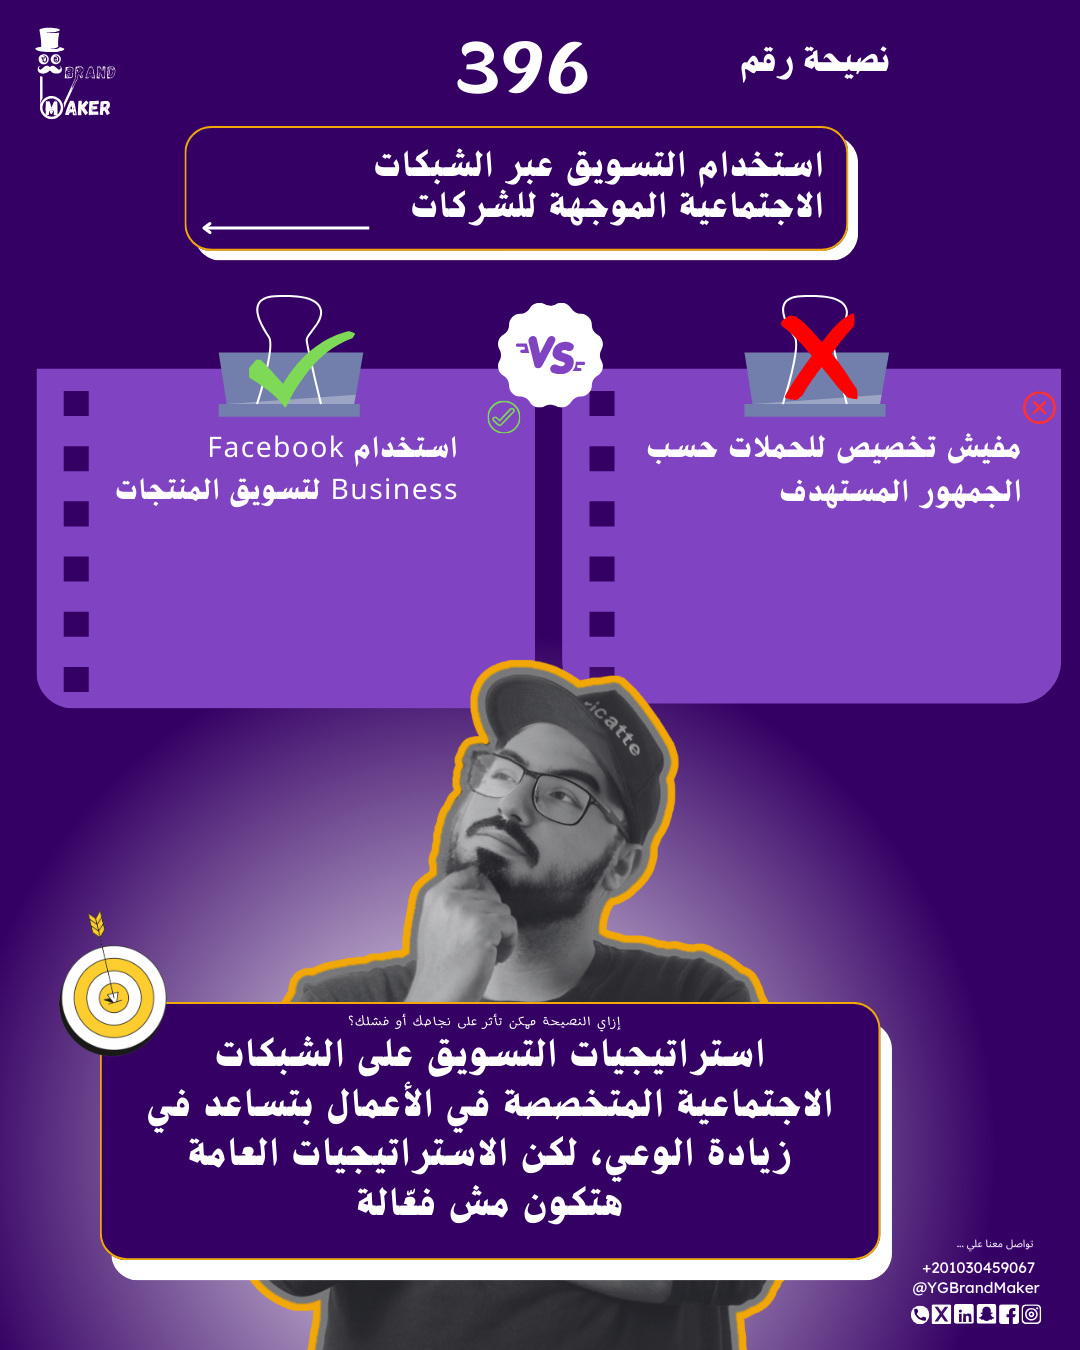 BRAND
MAKER
نصيحة رقم
396
استخدام التسويق عبر الشبكات
الاجتماعية الموجهة للشركات
VS
مفيش تخصيص للحملات حسب
الجمهور المستهدف
استخدام Facebook
Business لتسويق المنتجات
icatte
إزاي النصيحة ممكن تأثر على نجاحك أو فشلك؟
استراتيجيات التسويق على الشبكات
الاجتماعية المتخصصة في الأعمال بتساعد في
زيادة الوعي، لكن الاستراتيجيات العامة
هتكون مش فعّالة
تواصل معنا علي ...
+201030459067
@YGBrandMaker